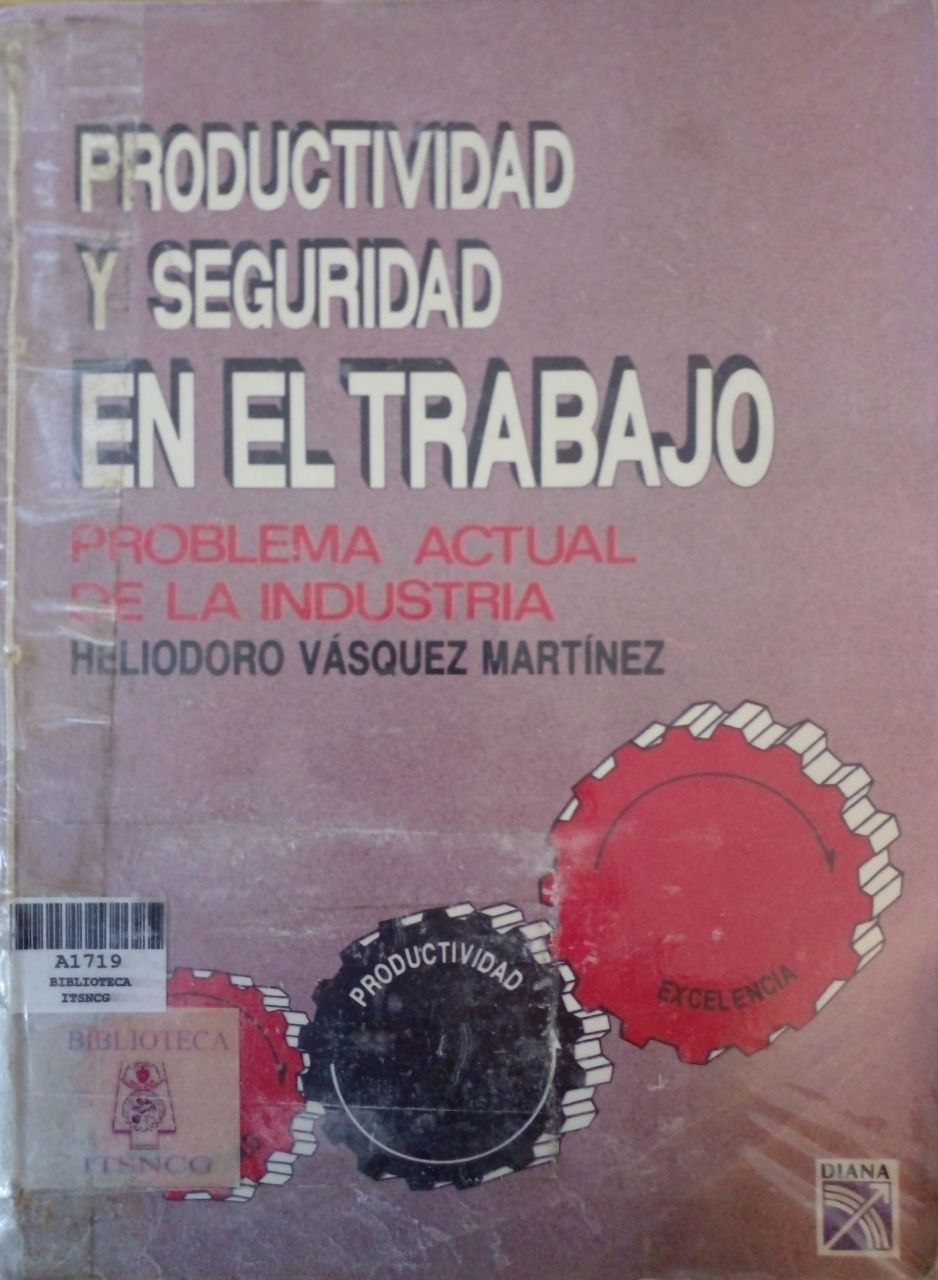 PRODUCTIVIDAD
Y SEGURIDAD
EN EL TRABAJO
PROBLEMA ACTUAL
DE LA INDUSTRIA
HELIODORO VÁSQUEZ MARTÍNEZ
EXCELENCIA
PRODUCTIVIDAD
A1719
BIBLIOTECA
ITSNCG
BIBLIOTECA
ITSNCG
DIANA